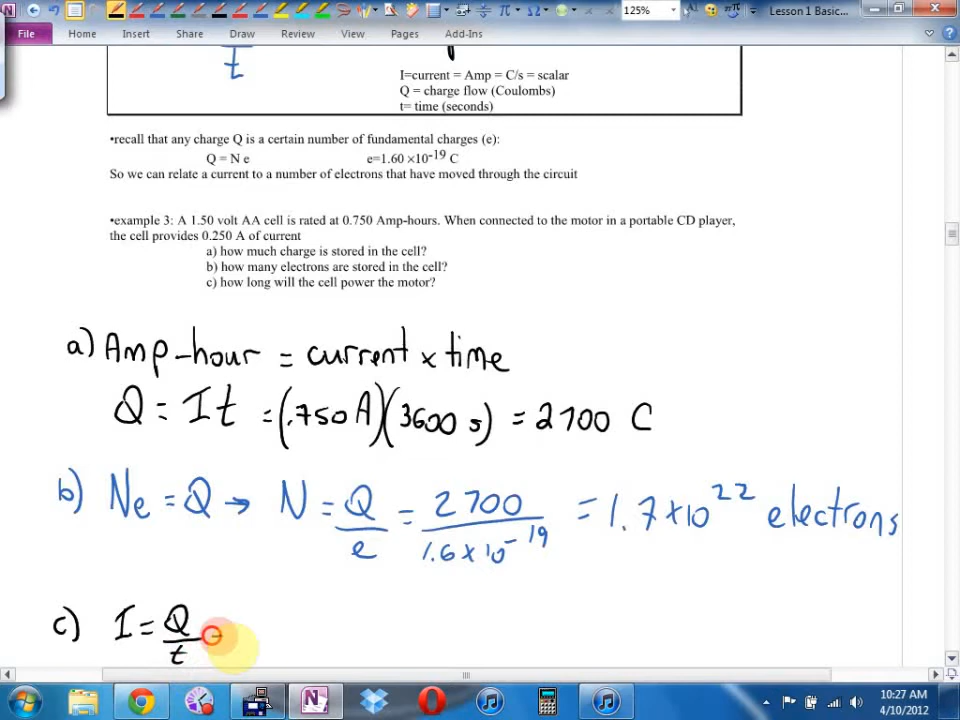 125% Lesson 1 Basic...
File Home Insert Share Draw Review View Pages Add-Ins
t
I=current = Amp = C/s = scalar
Q = charge flow (Coulombs)
t= time (seconds)
•recall that any charge Q is a certain number of fundamental charges (e):
Q = N e e=1.60 ×10⁻¹⁹ C
So we can relate a current to a number of electrons that have moved through the circuit
•example 3: A 1.50 volt AA cell is rated at 0.750 Amp-hours. When connected to the motor in a portable CD player,
the cell provides 0.250 A of current
a) how much charge is stored in the cell?
b) how many electrons are stored in the cell?
c) how long will the cell power the motor?
a) Amp-hour = current x time
Q = It = (.750 A)(3600 s) = 2700 C
b) Ne = Q → N = Q/e = 2700/1.6 x 10⁻¹⁹ = 1.7 x 10²² electrons
c) I = Q/t
10:27 AM
4/10/2012